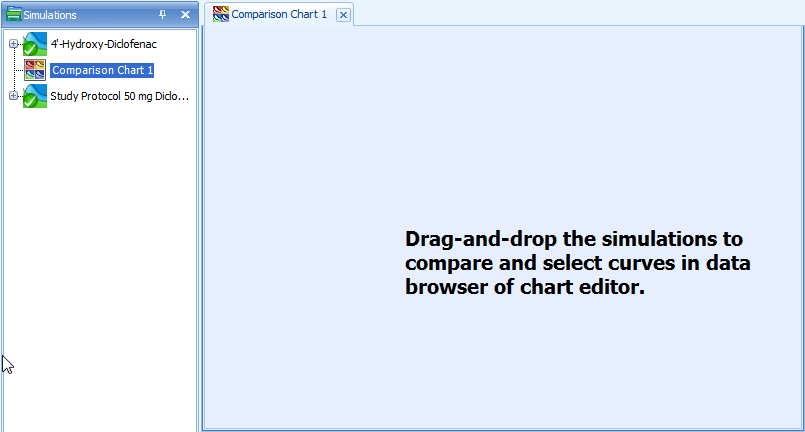 Simulations
4'-Hydroxy-Diclofenac
Comparison Chart 1
Study Protocol 50 mg Diclo...
Comparison Chart 1
Drag-and-drop the simulations to
compare and select curves in data
browser of chart editor.